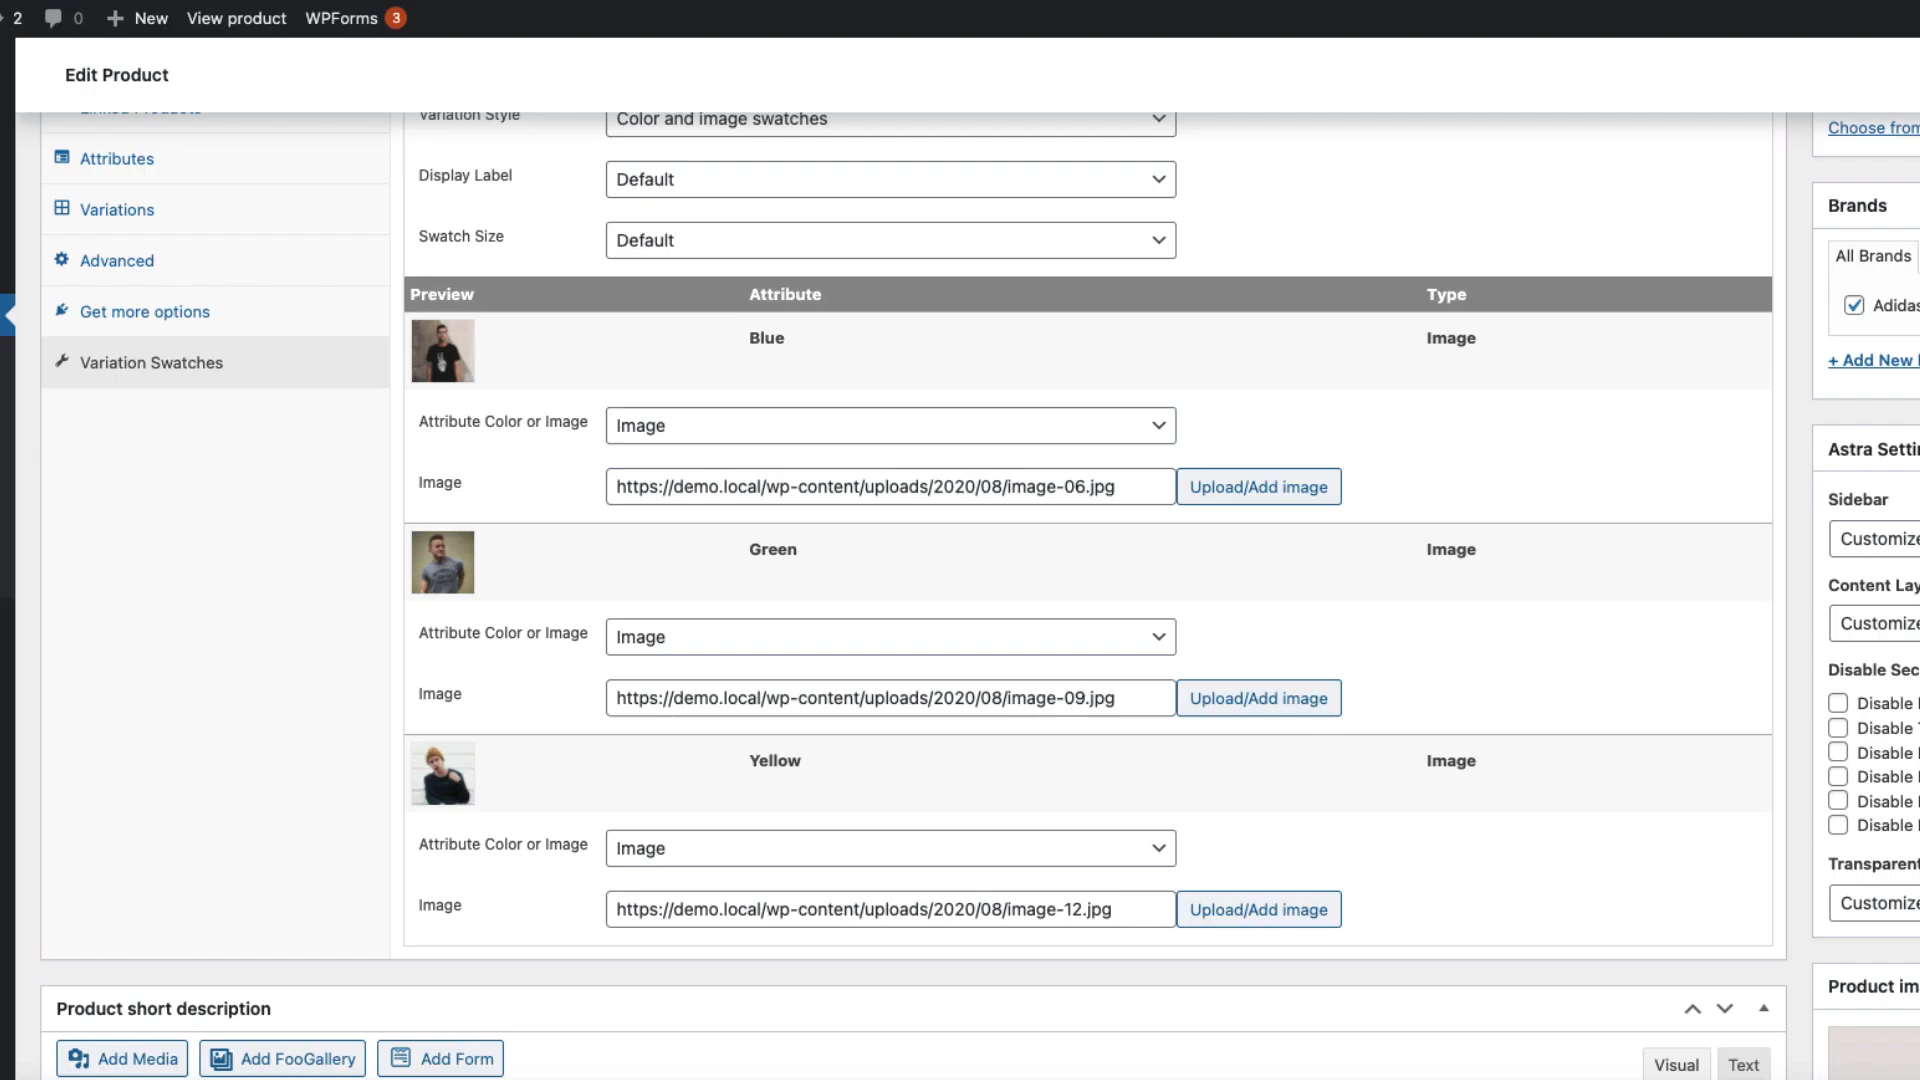 2 0 New View product WPForms 3
Edit Product
Linked Products
Attributes
Variations
Advanced
Get more options
Variation Swatches
Variation Style Color and image swatches
Display Label Default
Swatch Size Default
Preview Attribute Type
Blue Image
Attribute Color or Image Image
Image https://demo.local/wp-content/uploads/2020/08/image-06.jpg Upload/Add image
Green Image
Attribute Color or Image Image
Image https://demo.local/wp-content/uploads/2020/08/image-09.jpg Upload/Add image
Yellow Image
Attribute Color or Image Image
Image https://demo.local/wp-content/uploads/2020/08/image-12.jpg Upload/Add image
Product short description
Add Media Add FooGallery Add Form
Visual Text
Choose from
Brands
All Brands
Adidas
+ Add New
Astra Setti
Sidebar
Customize
Content Lay
Customize
Disable Sec
Disable
Disable
Disable
Disable
Disable
Disable
Transparent
Customize
Product im